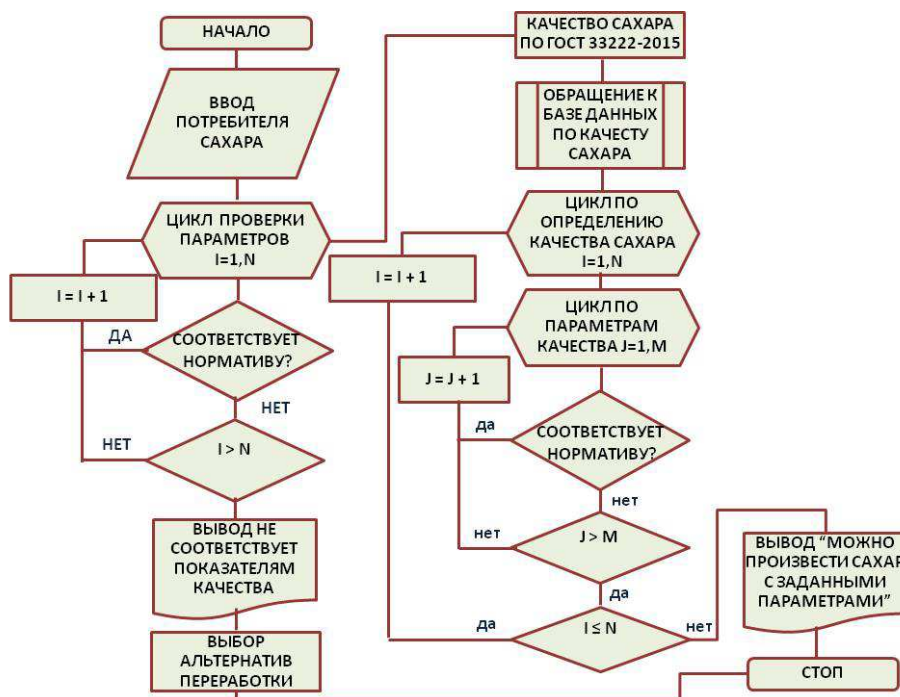 НАЧАЛО
ВВОД
ПОТРЕБИТЕЛЯ
САХАРА
ЦИКЛ ПРОВЕРКИ
ПАРАМЕТРОВ
I=1,N
I = I + 1
ДА
СООТВЕТСТВУЕТ
НОРМАТИВУ?
НЕТ
НЕТ
I > N
ВЫВОД НЕ
СООТВЕТСТВУЕТ
ПОКАЗАТЕЛЯМ
КАЧЕСТВА
ВЫБОР
АЛЬТЕРНАТИВ
ПЕРЕРАБОТКИ
КАЧЕСТВО САХАРА
ПО ГОСТ 33222-2015
ОБРАЩЕНИЕ К
БАЗЕ ДАННЫХ
ПО КАЧЕСТУ
САХАРА
ЦИКЛ ПО
ОПРЕДЕЛЕНИЮ
КАЧЕСТВА САХАРА
I=1,N
I = I + 1
ЦИКЛ ПО
ПАРАМЕТРАМ
КАЧЕСТВА J=1,M
J = J + 1
да
СООТВЕТСТВУЕТ
НОРМАТИВУ?
нет
нет
J > M
да
да
I ≤ N
нет
ВЫВОД “МОЖНО
ПРОИЗВЕСТИ САХАР
С ЗАДАННЫМИ
ПАРАМЕТРАМИ”
СТОП